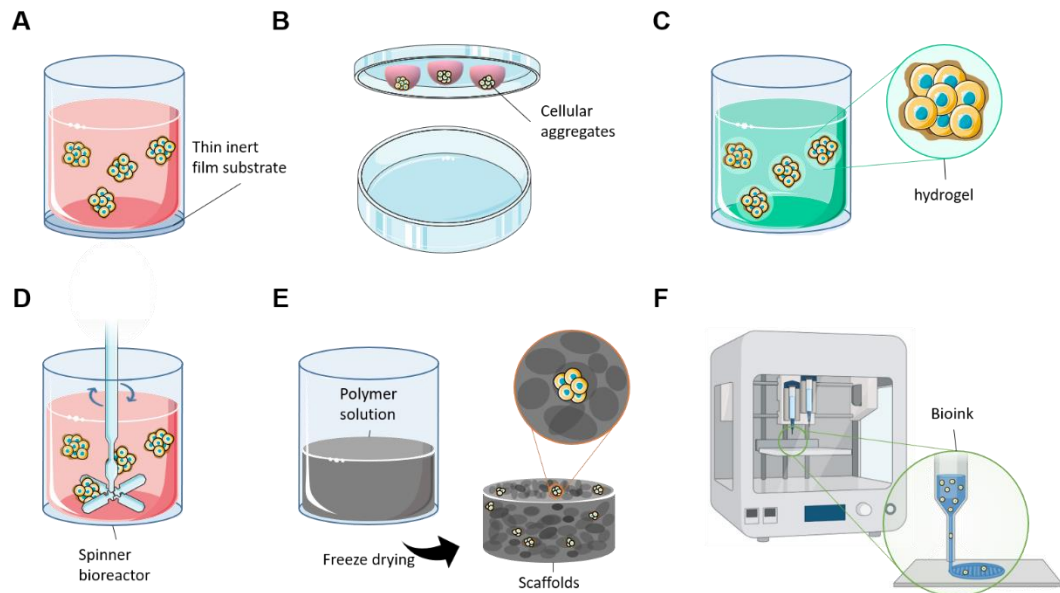 A
B
C
Thin inert
film substrate
Cellular
aggregates
hydrogel
D
E
F
Spinner
bioreactor
Polymer
solution
Freeze drying
Scaffolds
Bioink